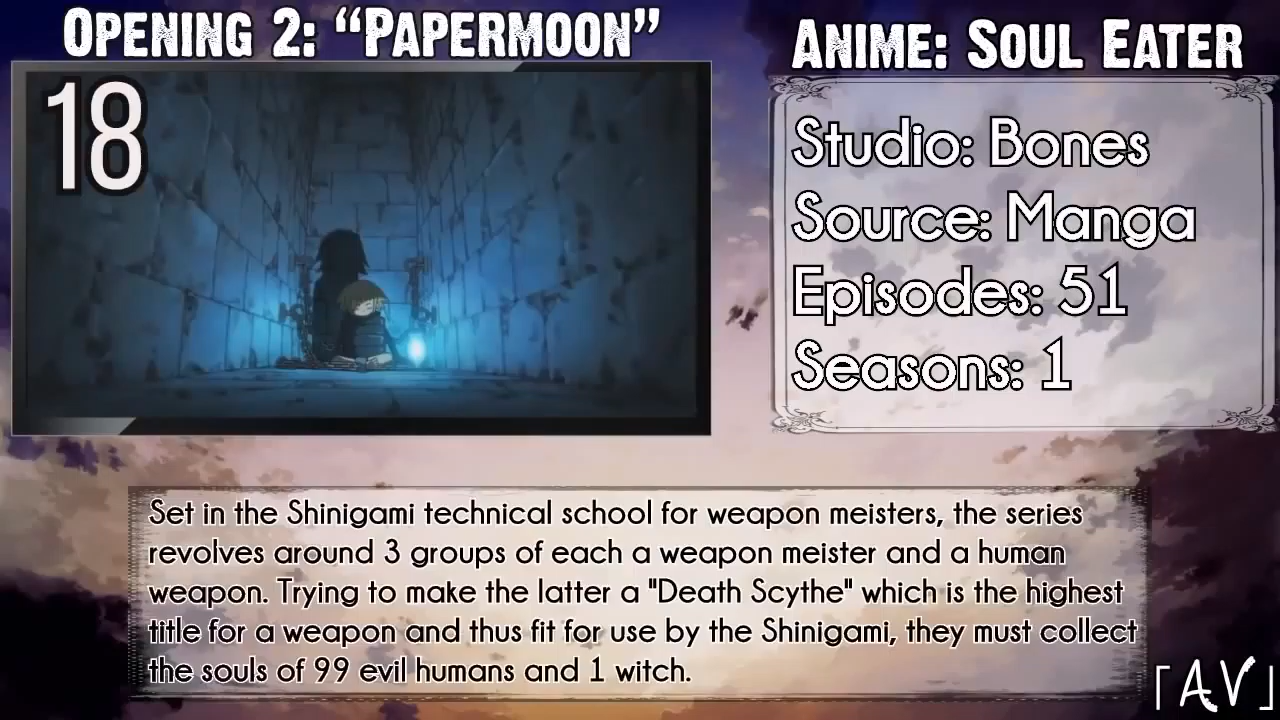 OPENING 2: “PAPERMOON”
ANIME: SOUL EATER
18
Studio: Bones
Source: Manga
Episodes: 51
Seasons: 1
Set in the Shinigami technical school for weapon meisters, the series
revolves around 3 groups of each a weapon meister and a human
weapon. Trying to make the latter a "Death Scythe" which is the highest
title for a weapon and thus fit for use by the Shinigami, they must collect
the souls of 99 evil humans and 1 witch.
「AV」